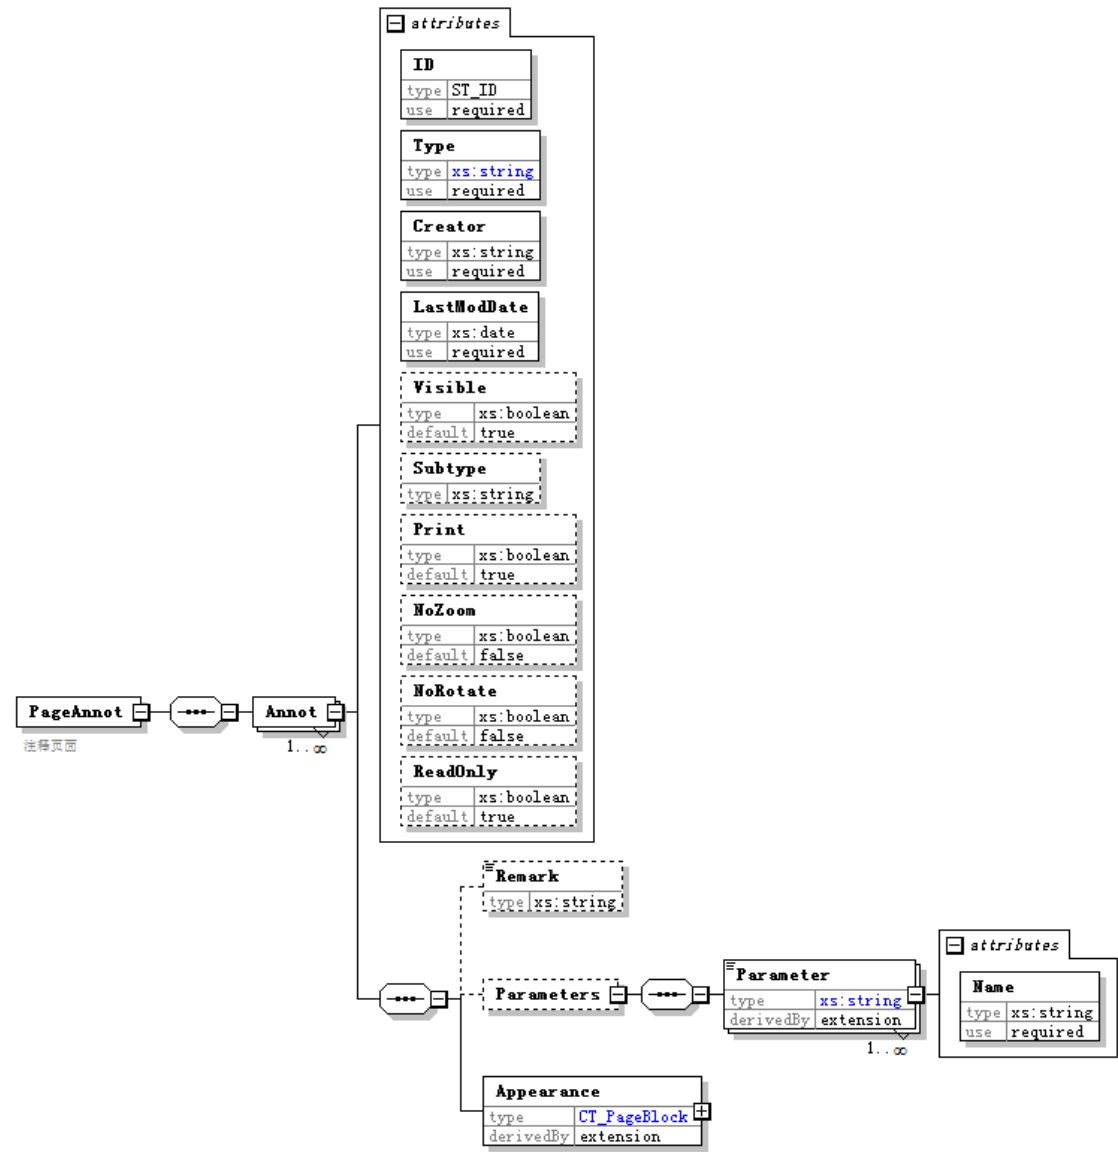 attributes
ID
type ST_ID
use required
Type
type xs:string
use required
Creator
type xs:string
use required
LastModDate
type xs:date
use required
Visible
type xs:boolean
default true
Subtype
type xs:string
Print
type xs:boolean
default true
NoZoom
type xs:boolean
default false
NoRotate
type xs:boolean
default false
ReadOnly
type xs:boolean
default true
PageAnnot
注释页面
Annot
1..∞
Remark
type xs:string
Parameters
Parameter
type xs:string
derivedBy extension
1..∞
attributes
Name
type xs:string
use required
Appearance
type CT_PageBlock
derivedBy extension